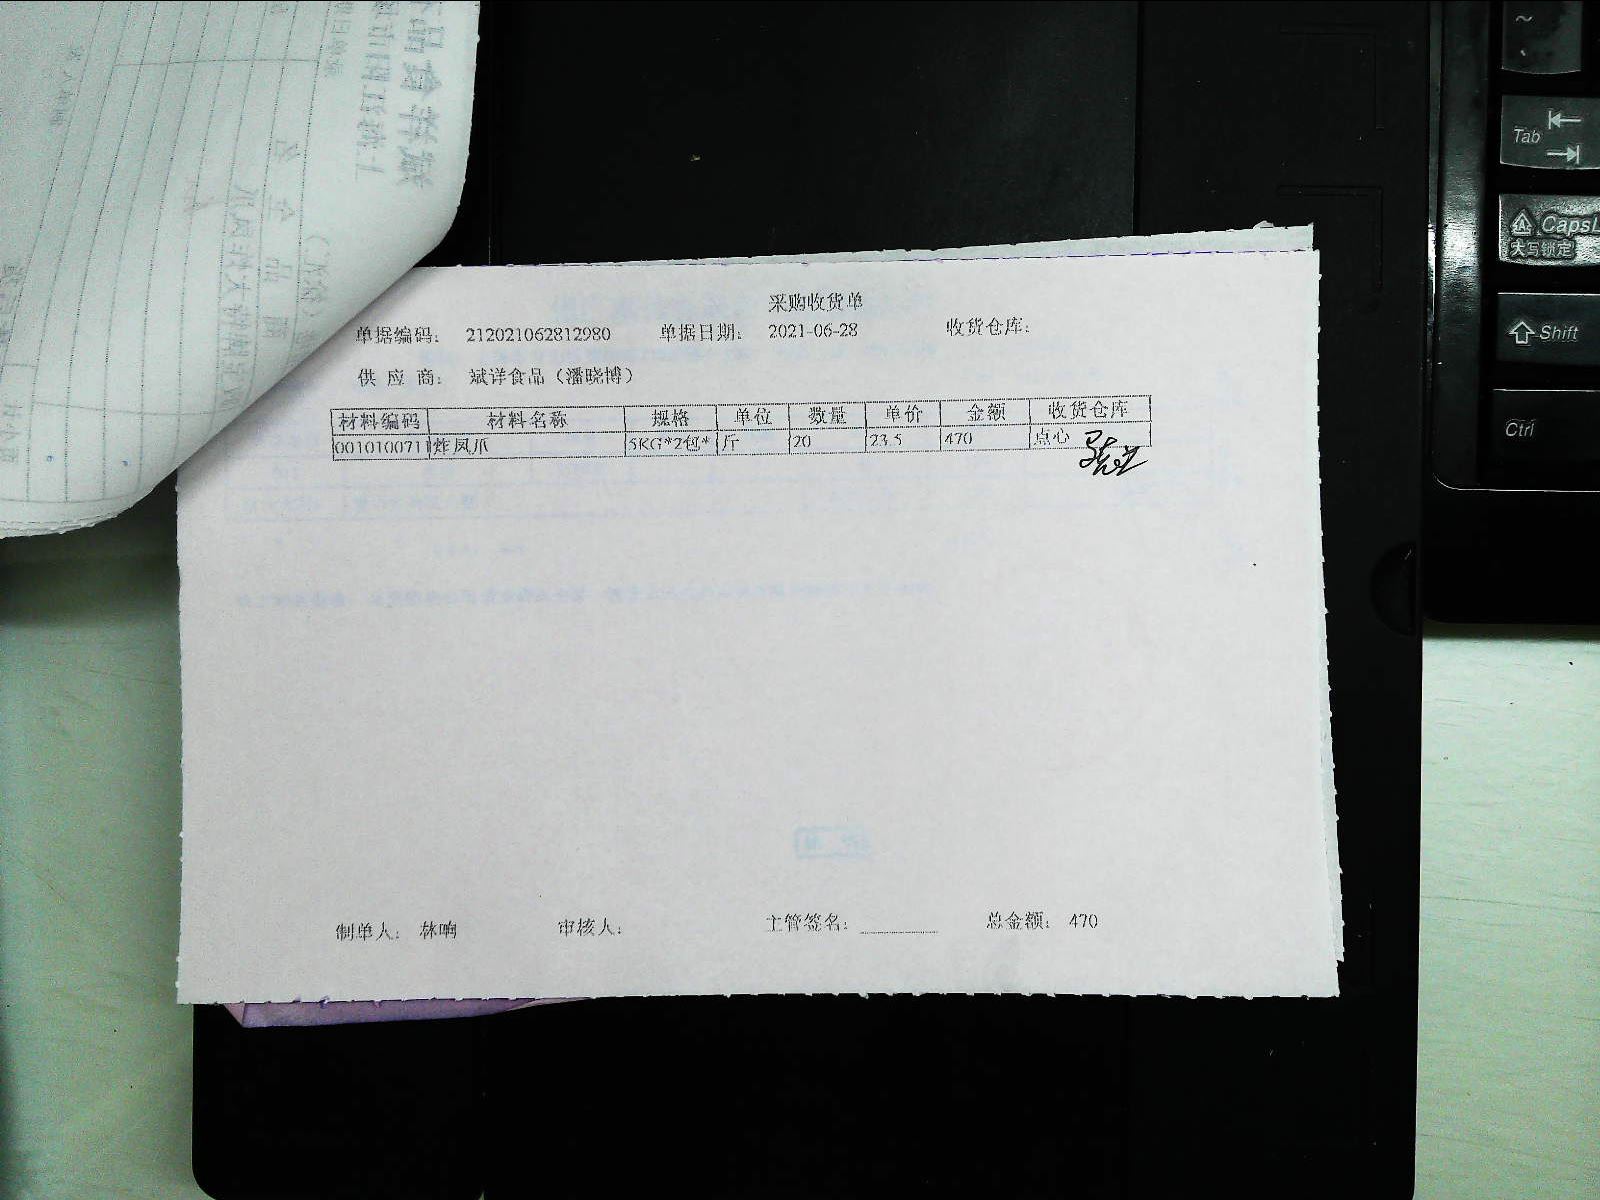 采购收货单
单据编码: 212021062812980 单据日期: 2021-06-28 收货仓库:
供应商: 斌详食品（潘晓博）
材料编码 材料名称 规格 单位 数量 单价 金额 收货仓库
0010100711 炸凤爪 5KG*2包* 斤 20 23.5 470 点心
制单人: 林响 审核人: 主管签名: 总金额: 470
~
Tab
CapsL
大写锁定
Shift
Ctrl